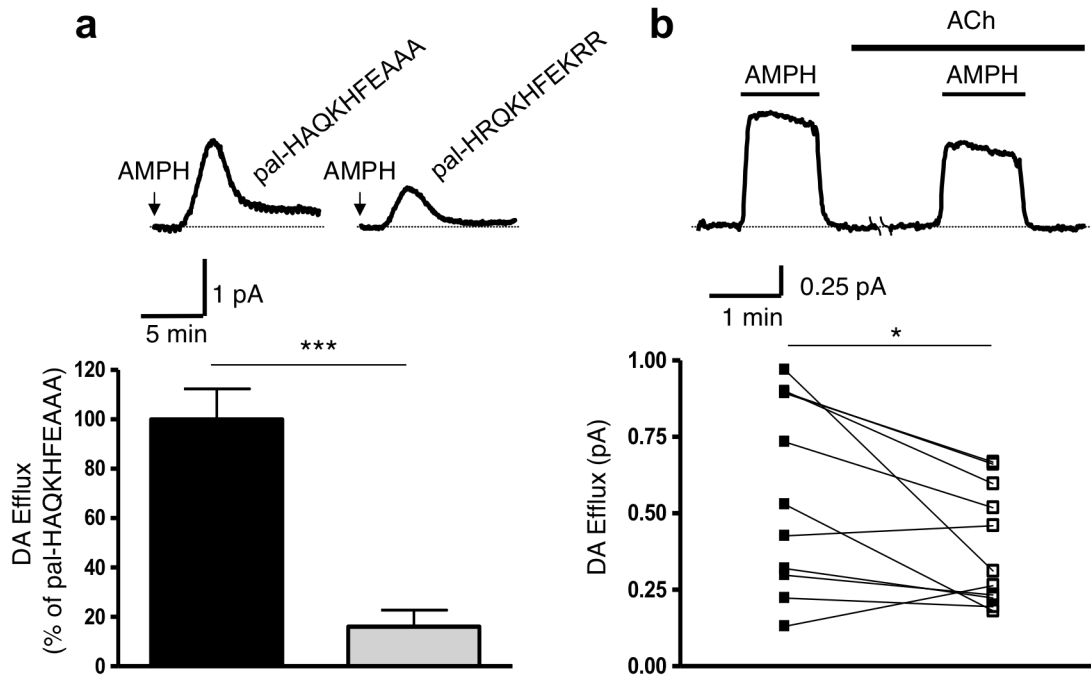 a
pal-HAQKHFEAAA
pal-HRQKHFEKRR
AMPH
AMPH
1 pA
5 min
***
120
100
80
60
40
20
0
DA Efflux
(% of pal-HAQKHFEAAA)
b
ACh
AMPH
AMPH
0.25 pA
1 min
*
1.00
0.75
0.50
0.25
0.00
DA Efflux (pA)